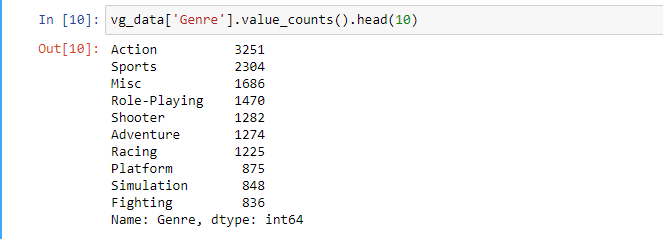 In [10]: vg_data['Genre'].value_counts().head(10)
Out[10]: Action 3251
Sports 2304
Misc 1686
Role-Playing 1470
Shooter 1282
Adventure 1274
Racing 1225
Platform 875
Simulation 848
Fighting 836
Name: Genre, dtype: int64